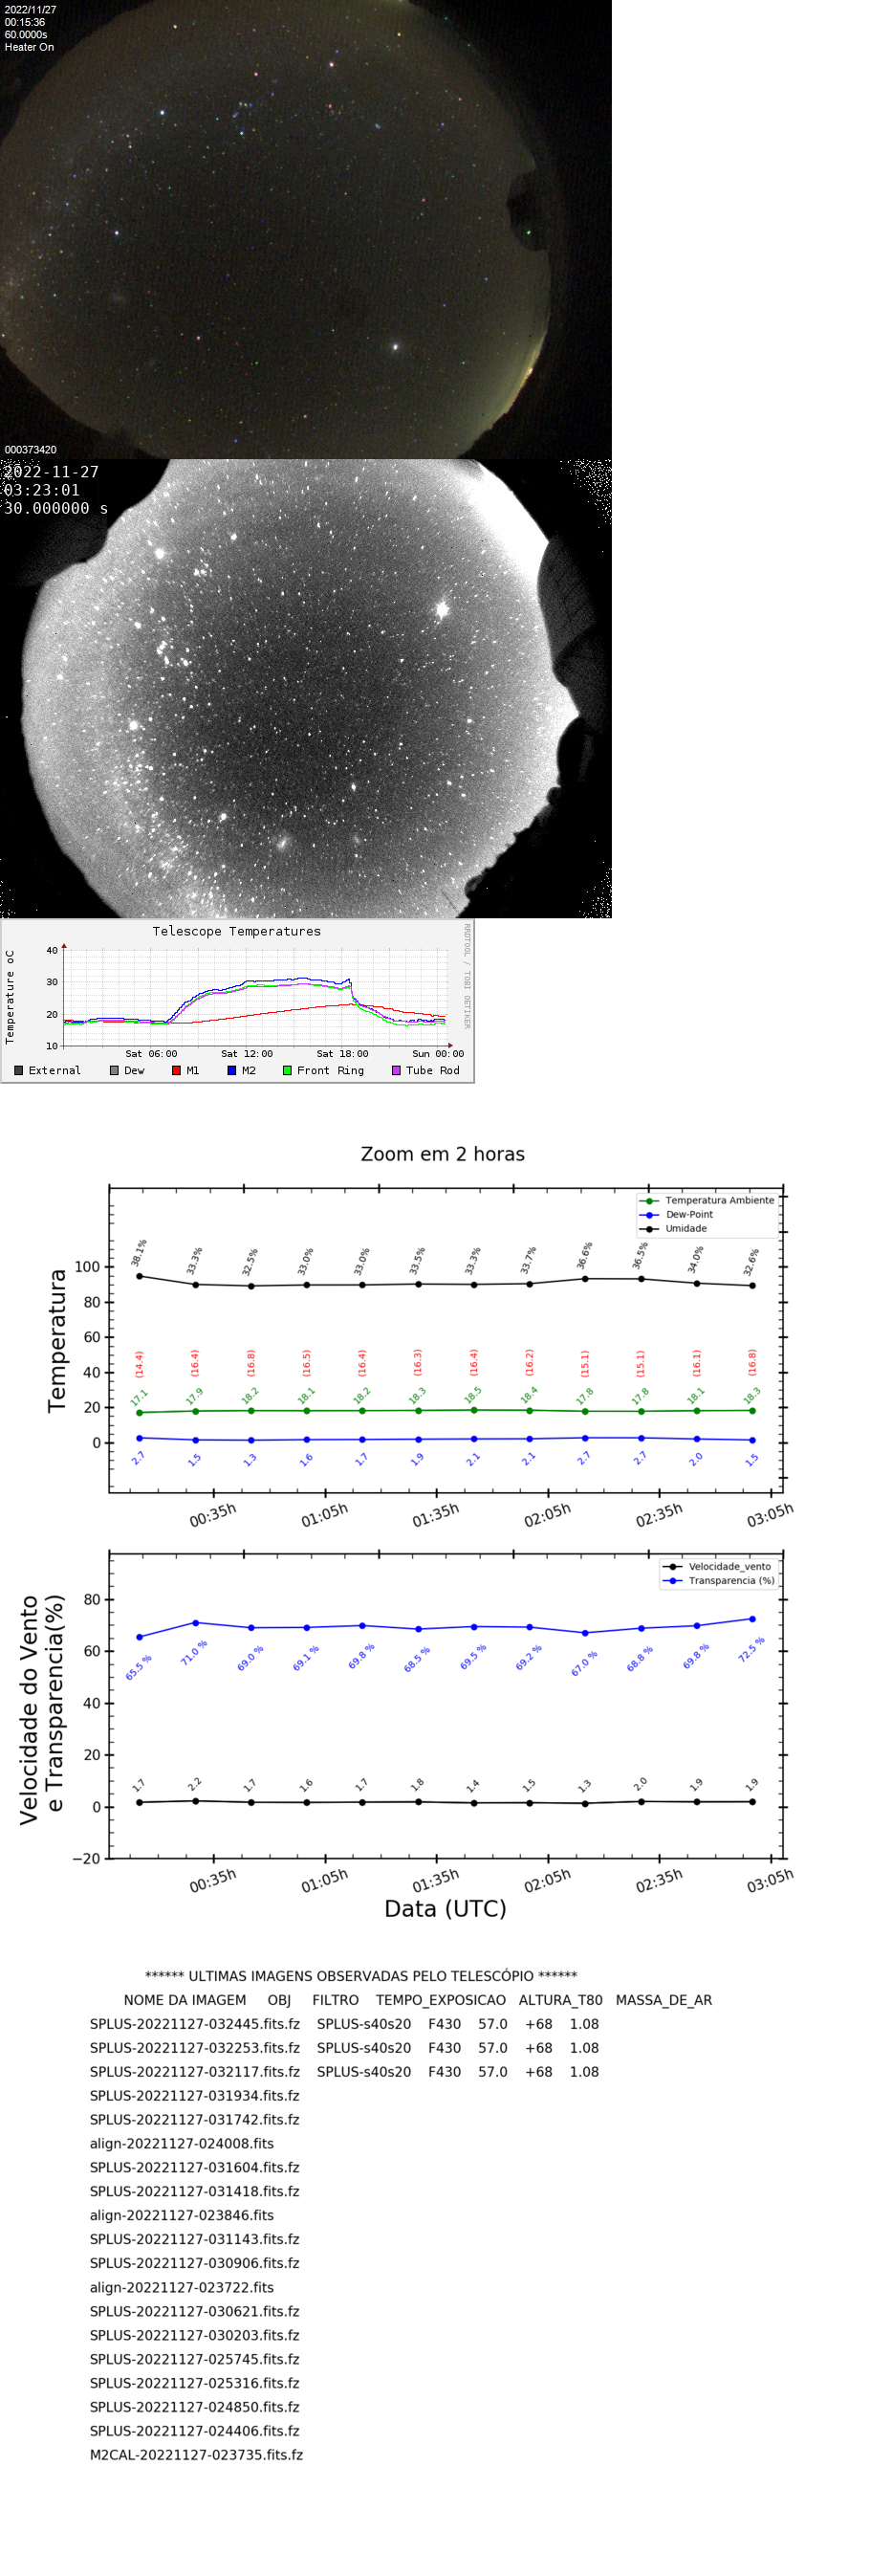 2022/11/27
00:15:36
60.0000s
Heater On
000373420
2022-11-27
03:23:01
30.000000 s
Telescope Temperatures
RRDTOOL / TOBI OETIKER
Temperature oC
40
30
20
10
Sat 06:00 Sat 12:00 Sat 18:00 Sun 00:00
External Dew M1 M2 Front Ring Tube Rod
Zoom em 2 horas
Temperatura Ambiente
Dew-Point
Umidade
Temperatura
100
80
60
40
20
0
38.1% 33.3% 32.5% 33.0% 33.0% 33.5% 33.3% 33.7% 36.6% 36.5% 34.0% 32.6%
(14.4) (16.4) (16.8) (16.5) (16.4) (16.3) (16.4) (16.2) (15.1) (15.1) (16.1) (16.8)
17.1 17.9 18.2 18.1 18.2 18.3 18.5 18.4 17.8 17.8 18.1 18.3
2.7 1.5 1.3 1.6 1.7 1.9 2.1 2.1 2.7 2.7 2.0 1.5
00:35h 01:05h 01:35h 02:05h 02:35h 03:05h
Velocidade_vento
Transparencia (%)
Velocidade do Vento
e Transparencia(%)
80
60
40
20
0
−20
65.5 % 71.0 % 69.0 % 69.1 % 69.8 % 68.5 % 69.5 % 69.2 % 67.0 % 68.8 % 69.8 % 72.5 %
1.7 2.2 1.7 1.6 1.7 1.8 1.4 1.5 1.3 2.0 1.9 1.9
00:35h 01:05h 01:35h 02:05h 02:35h 03:05h
Data (UTC)
****** ULTIMAS IMAGENS OBSERVADAS PELO TELESCÓPIO ******
NOME DA IMAGEM OBJ FILTRO TEMPO_EXPOSICAO ALTURA_T80 MASSA_DE_AR
SPLUS-20221127-032445.fits.fz SPLUS-s40s20 F430 57.0 +68 1.08
SPLUS-20221127-032253.fits.fz SPLUS-s40s20 F430 57.0 +68 1.08
SPLUS-20221127-032117.fits.fz SPLUS-s40s20 F430 57.0 +68 1.08
SPLUS-20221127-031934.fits.fz
SPLUS-20221127-031742.fits.fz
align-20221127-024008.fits
SPLUS-20221127-031604.fits.fz
SPLUS-20221127-031418.fits.fz
align-20221127-023846.fits
SPLUS-20221127-031143.fits.fz
SPLUS-20221127-030906.fits.fz
align-20221127-023722.fits
SPLUS-20221127-030621.fits.fz
SPLUS-20221127-030203.fits.fz
SPLUS-20221127-025745.fits.fz
SPLUS-20221127-025316.fits.fz
SPLUS-20221127-024850.fits.fz
SPLUS-20221127-024406.fits.fz
M2CAL-20221127-023735.fits.fz